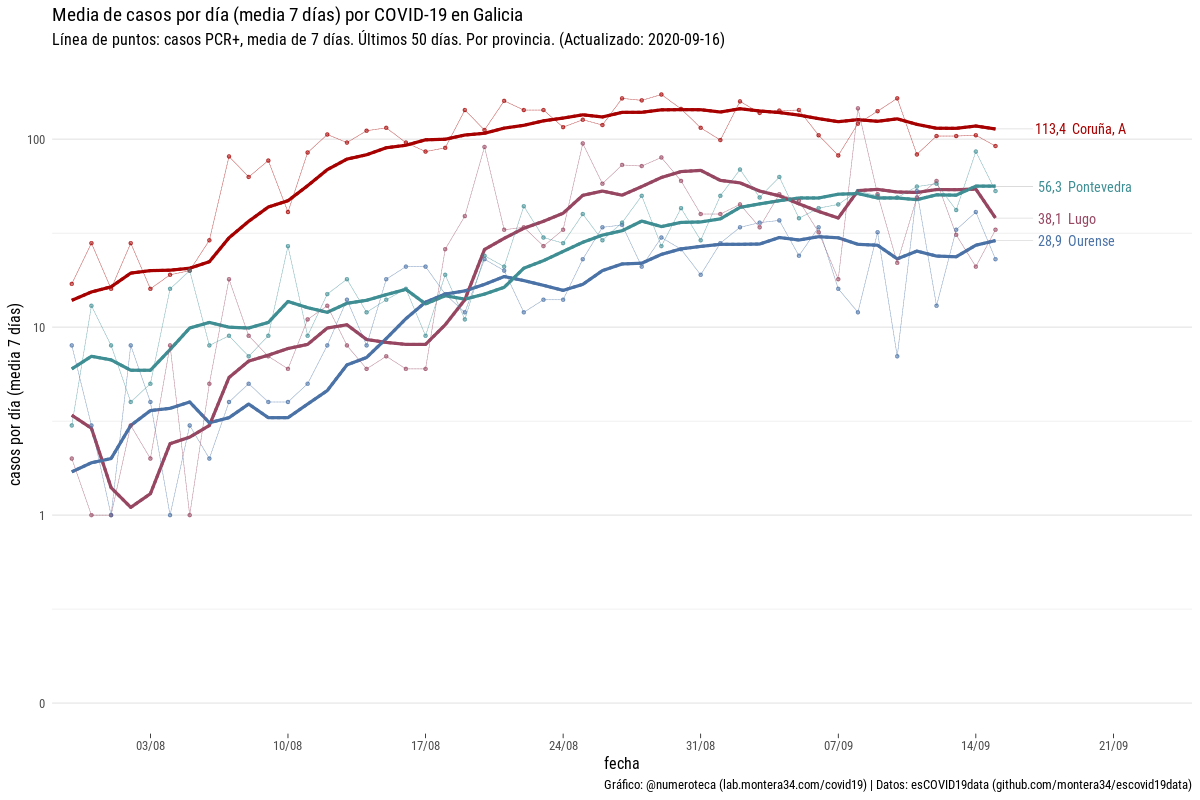 Media de casos por día (media 7 días) por COVID-19 en Galicia
Línea de puntos: casos PCR+, media de 7 días. Últimos 50 días. Por provincia. (Actualizado: 2020-09-16)
casos por día (media 7 días)
100
10
1
0
113,4 Coruña, A
56,3 Pontevedra
38,1 Lugo
28,9 Ourense
03/08
10/08
17/08
24/08
31/08
07/09
14/09
21/09
fecha
Gráfico: @numeroteca (lab.montera34.com/covid19) | Datos: esCOVID19data (github.com/montera34/escovid19data)